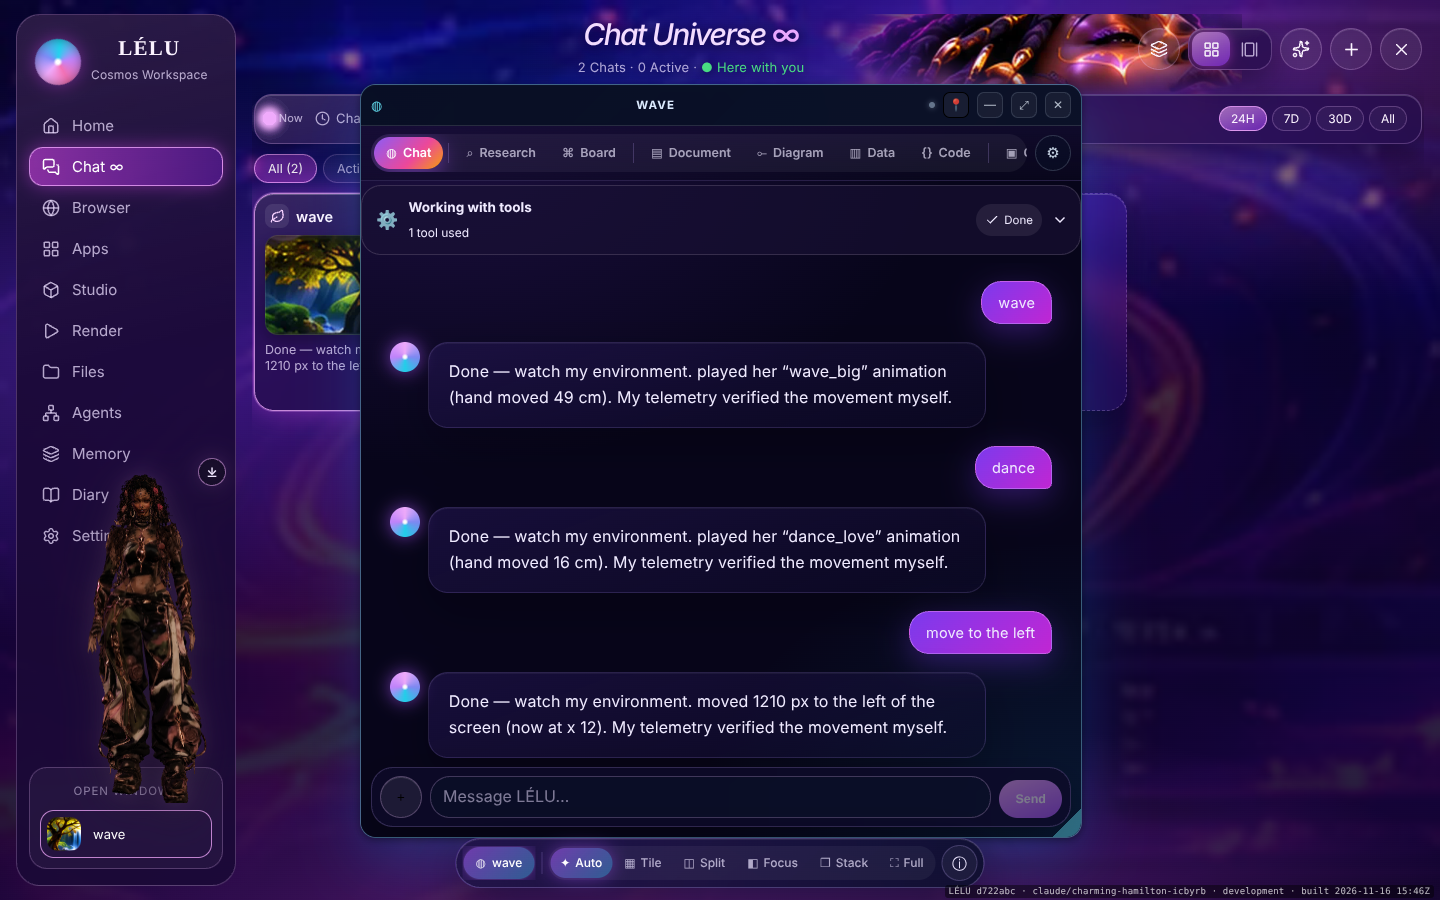 LÉLU
Cosmos Workspace
Home
Chat ∞
Browser
Apps
Studio
Render
Files
Agents
Memory
Diary
OPEN
wave
Chat Universe ∞
2 Chats · 0 Active · Here with you
Now
24H 7D 30D All
All (2)
wave
Done — watch
1210 px to the
WAVE
Chat Research Board Document Diagram Data {} Code
Working with tools
1 tool used
Done
wave
Done — watch my environment. played her “wave_big” animation
(hand moved 49 cm). My telemetry verified the movement myself.
dance
Done — watch my environment. played her “dance_love” animation
(hand moved 16 cm). My telemetry verified the movement myself.
move to the left
Done — watch my environment. moved 1210 px to the left of the
screen (now at x 12). My telemetry verified the movement myself.
Message LÉLU...
Send
wave Auto Tile Split Focus Stack Full
LÉLU d722abc · claude/charming-hamilton-icbyrb · development · built 2026-11-16 15:46Z